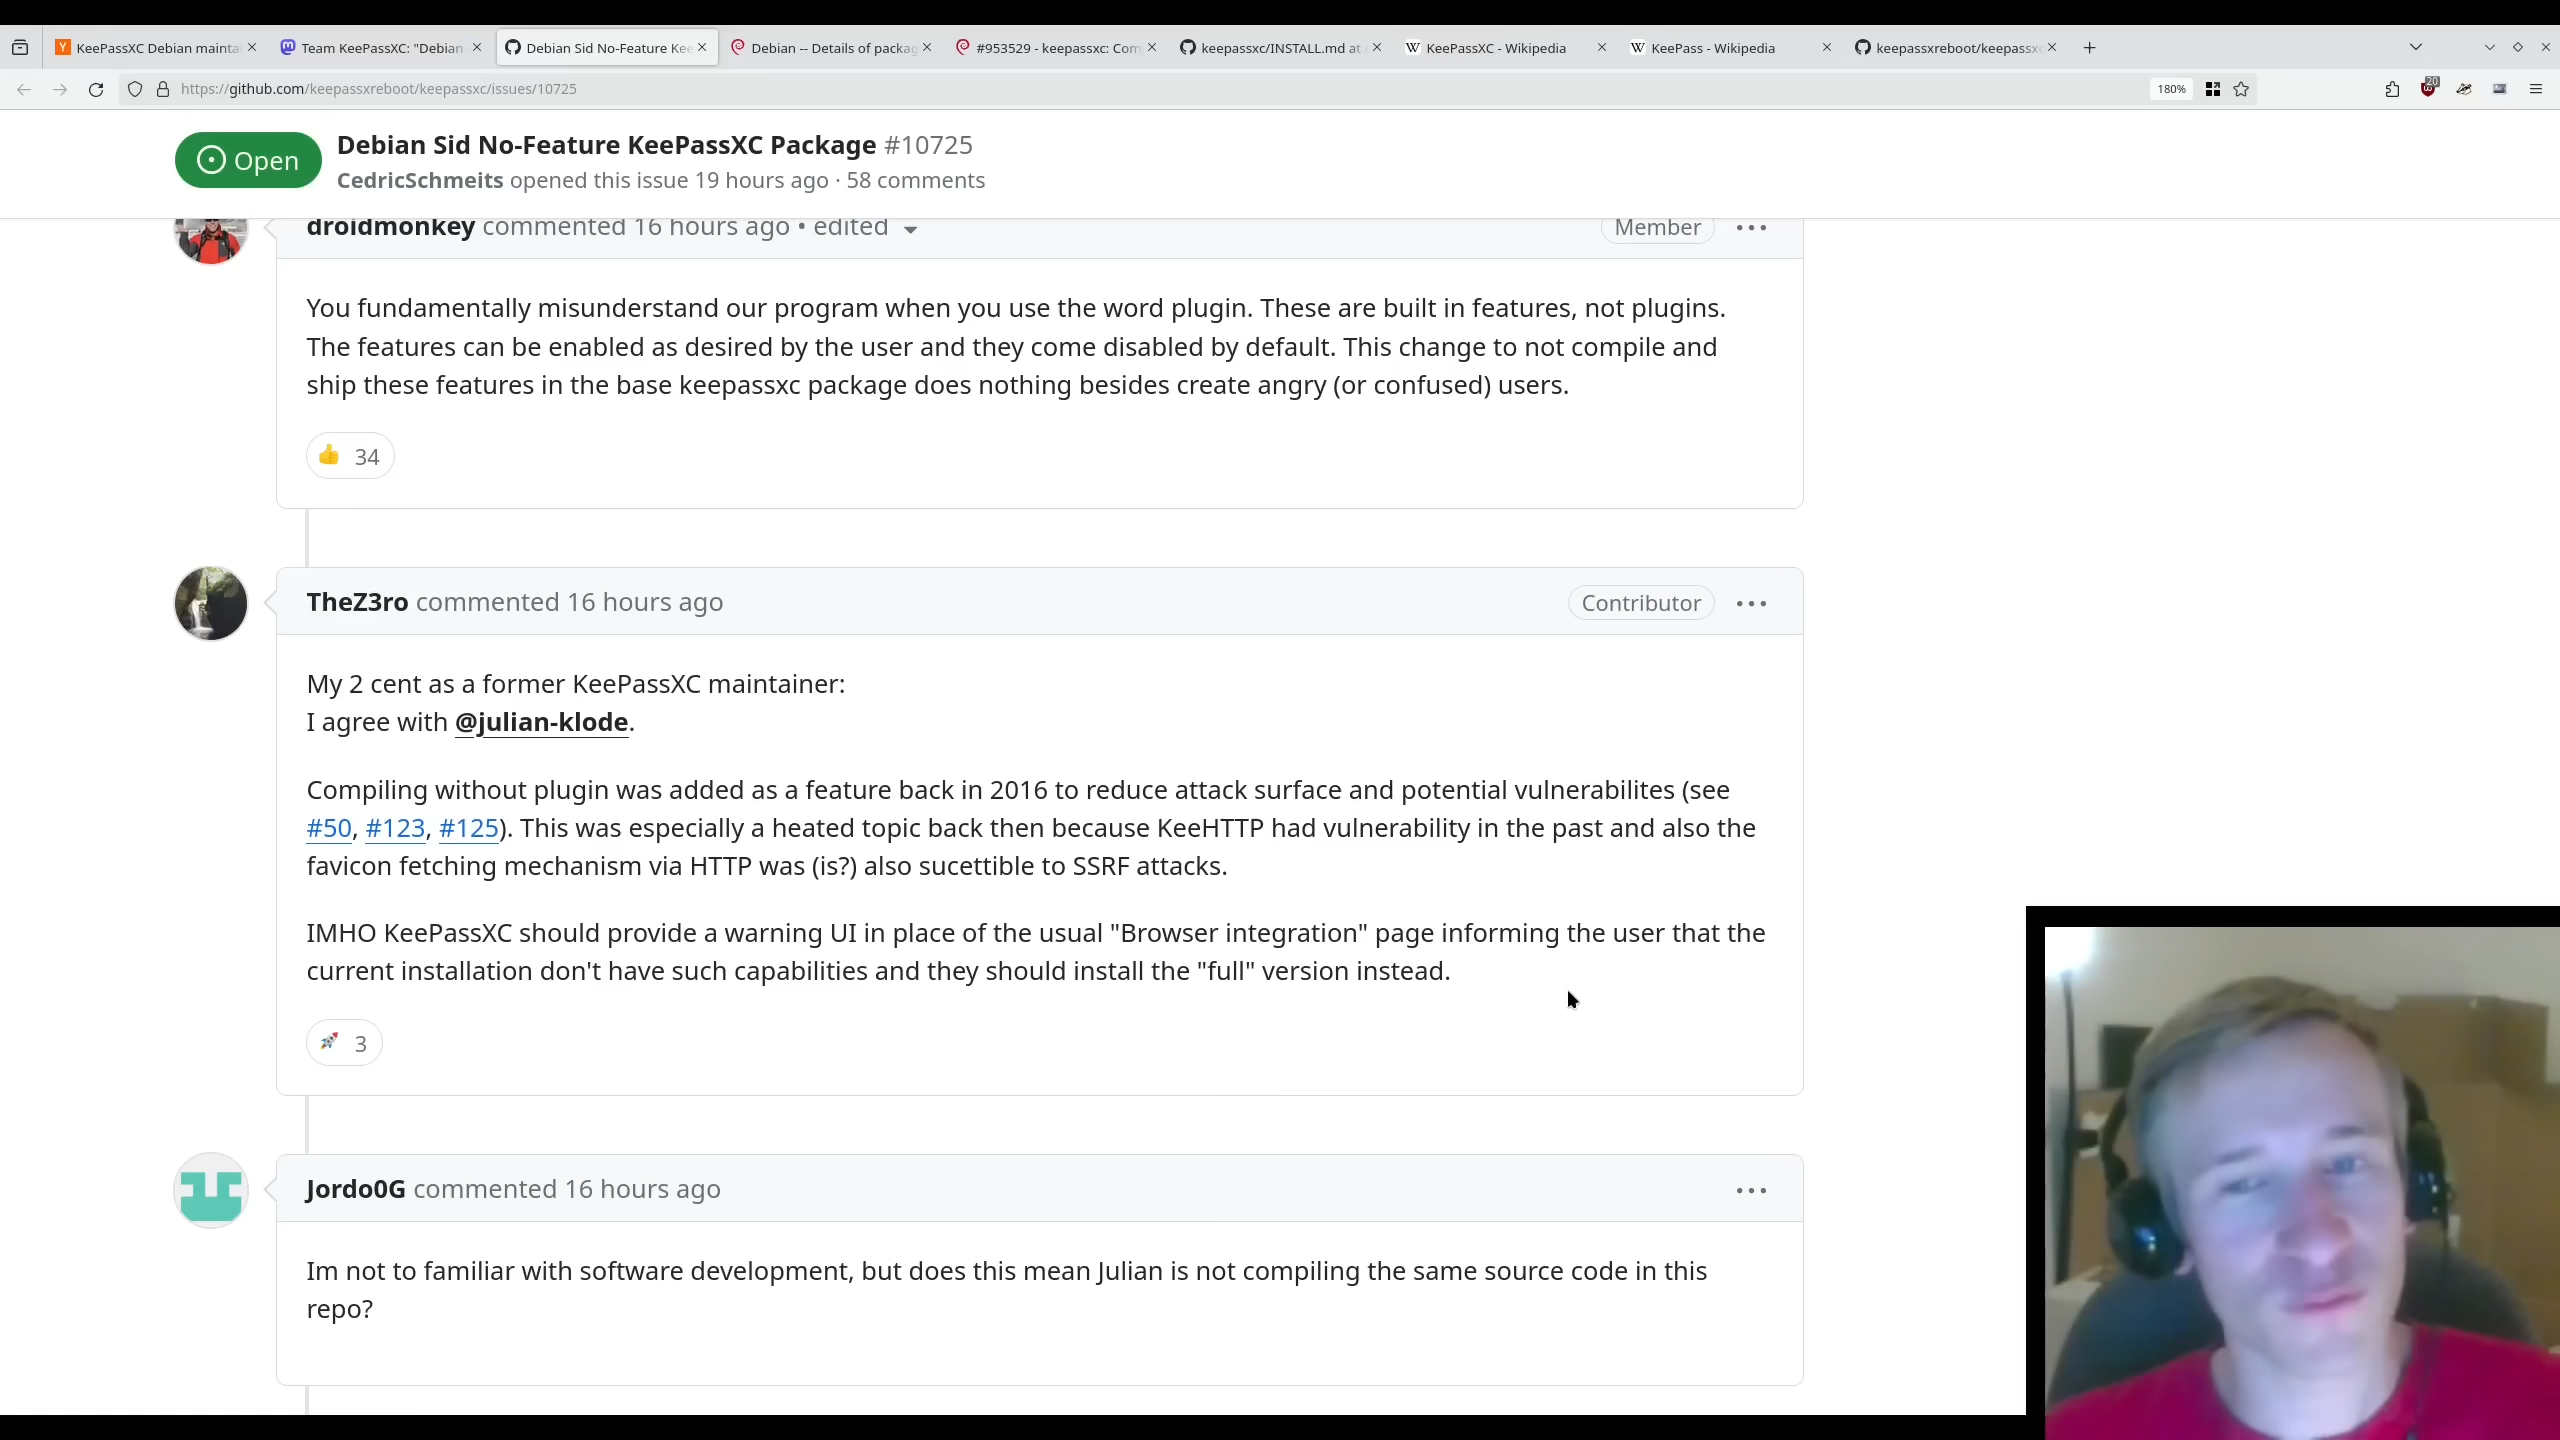 KeePassXC Debian mainta
Team KeePassXC: "Debian
Debian Sid No-Feature Kee
Debian -- Details of packag
#953529 - keepassxc: Com
keepassxc/INSTALL.md at
KeePassXC - Wikipedia
KeePass - Wikipedia
keepassxreboot/keepassxc
https://github.com/keepassxreboot/keepassxc/issues/10725
180%
20
Open
Debian Sid No-Feature KeePassXC Package #10725
CedricSchmeits opened this issue 19 hours ago · 58 comments
droidmonkey commented 16 hours ago • edited
Member
You fundamentally misunderstand our program when you use the word plugin. These are built in features, not plugins.
The features can be enabled as desired by the user and they come disabled by default. This change to not compile and
ship these features in the base keepassxc package does nothing besides create angry (or confused) users.
👍 34
TheZ3ro commented 16 hours ago
Contributor
My 2 cent as a former KeePassXC maintainer:
I agree with @julian-klode.
Compiling without plugin was added as a feature back in 2016 to reduce attack surface and potential vulnerabilites (see
#50, #123, #125). This was especially a heated topic back then because KeeHTTP had vulnerability in the past and also the
favicon fetching mechanism via HTTP was (is?) also sucettible to SSRF attacks.
IMHO KeePassXC should provide a warning UI in place of the usual "Browser integration" page informing the user that the
current installation don't have such capabilities and they should install the "full" version instead.
🚀 3
Jordo0G commented 16 hours ago
Im not to familiar with software development, but does this mean Julian is not compiling the same source code in this
repo?